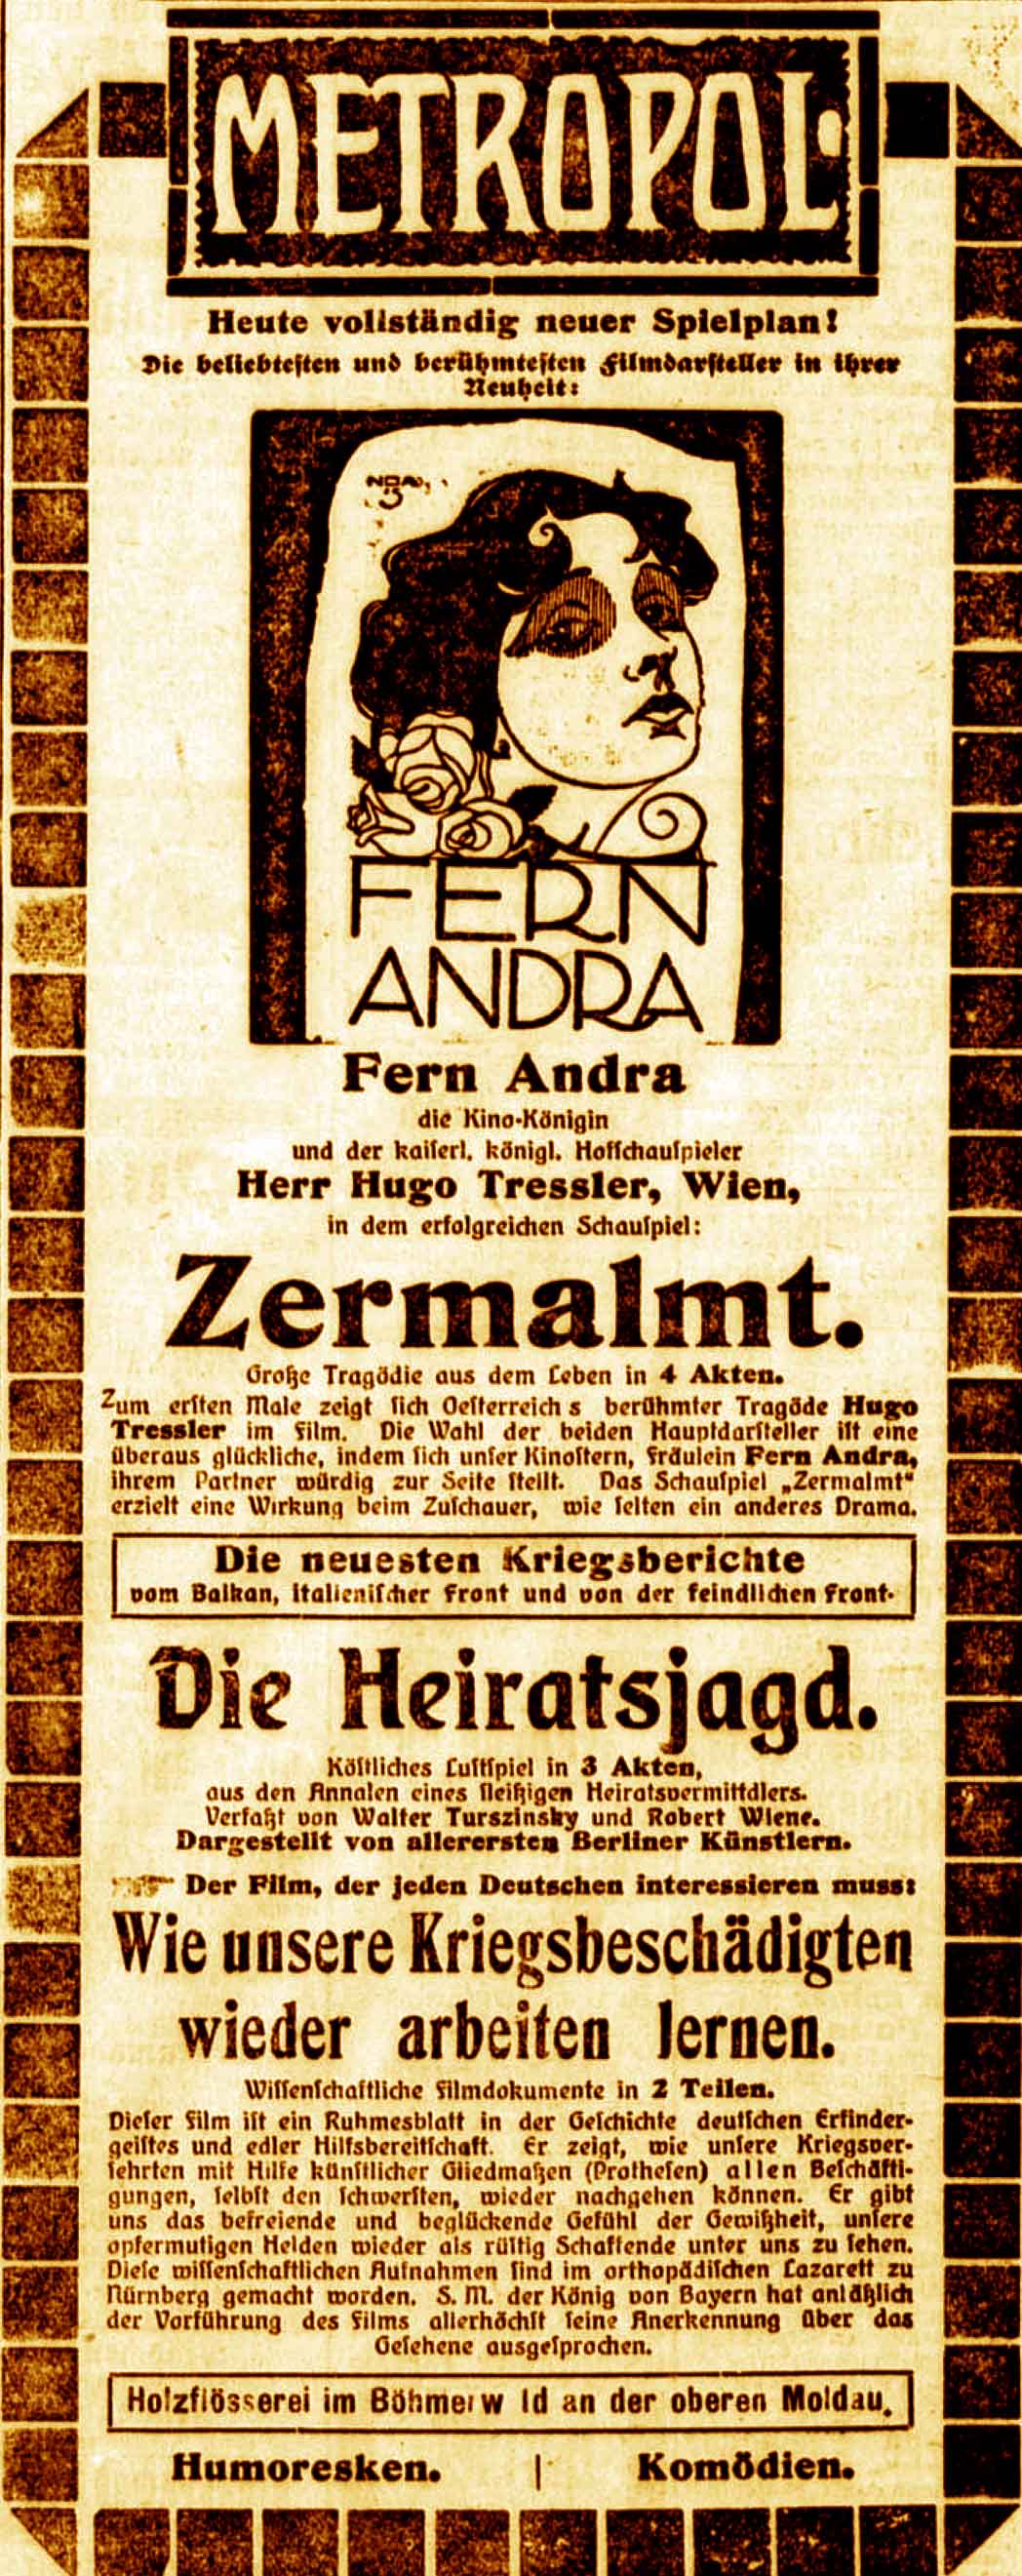 METROPOL
Heute vollständig neuer Spielplan!
Die beliebtesten und berühmtesten Filmdarsteller in ihrer
Neuheit:
FERN
ANDRA
Fern Andra
die Kino-Königin
und der kaiserl. königl. Hofschauspieler
Herr Hugo Tressler, Wien,
in dem erfolgreichen Schauspiel:
Zermalmt.
Große Tragödie aus dem Leben in 4 Akten.
Zum ersten Male zeigt sich Oesterreich s berühmter Tragöde Hugo
Tressler im Film. Die Wahl der beiden Hauptdarsteller ist eine
überaus glückliche, indem sich unser Kinostern, Fräulein Fern Andra,
ihrem Partner würdig zur Seite stellt. Das Schauspiel „Zermalmt"
erzielt eine Wirkung beim Zuschauer, wie selten ein anderes Drama.
Die neuesten Kriegsberichte
vom Balkan, italienischer Front und von der feindlichen Front.
Die Heiratsjagd.
Köstliches Lustspiel in 3 Akten,
aus den Annalen eines fleißigen Heiratsvermittdlers.
Verfaßt von Walter Turszinsky und Robert Wiene.
Dargestellt von allerersten Berliner Künstlern.
Der Film, der jeden Deutschen interessieren muss:
Wie unsere Kriegsbeschädigten
wieder arbeiten lernen.
Wissenschaftliche Filmdokumente in 2 Teilen.
Dieser Film ist ein Ruhmesblatt in der Geschichte deutschen Erfinder-
geistes und edler Hilfsbereitschaft. Er zeigt, wie unsere Kriegsver-
sehrten mit Hilfe künstlicher Gliedmaßen (Prothesen) allen Beschäfti-
gungen, selbst den schwersten, wieder nachgehen können. Er gibt
uns das befreiende und beglückende Gefühl der Gewißheit, unsere
opfermutigen Helden wieder als rüstig Schaffende unter uns zu sehen.
Diese wissenschaftlichen Aufnahmen sind im orthopädischen Lazarett zu
Nürnberg gemacht worden. S. M. der König von Bayern hat anläßlich
der Vorführung des Films allerhöchst seine Anerkennung über das
Gesehene ausgesprochen.
Holzflösserei im Böhmerw ld an der oberen Moldau.
Humoresken. | Komödien.